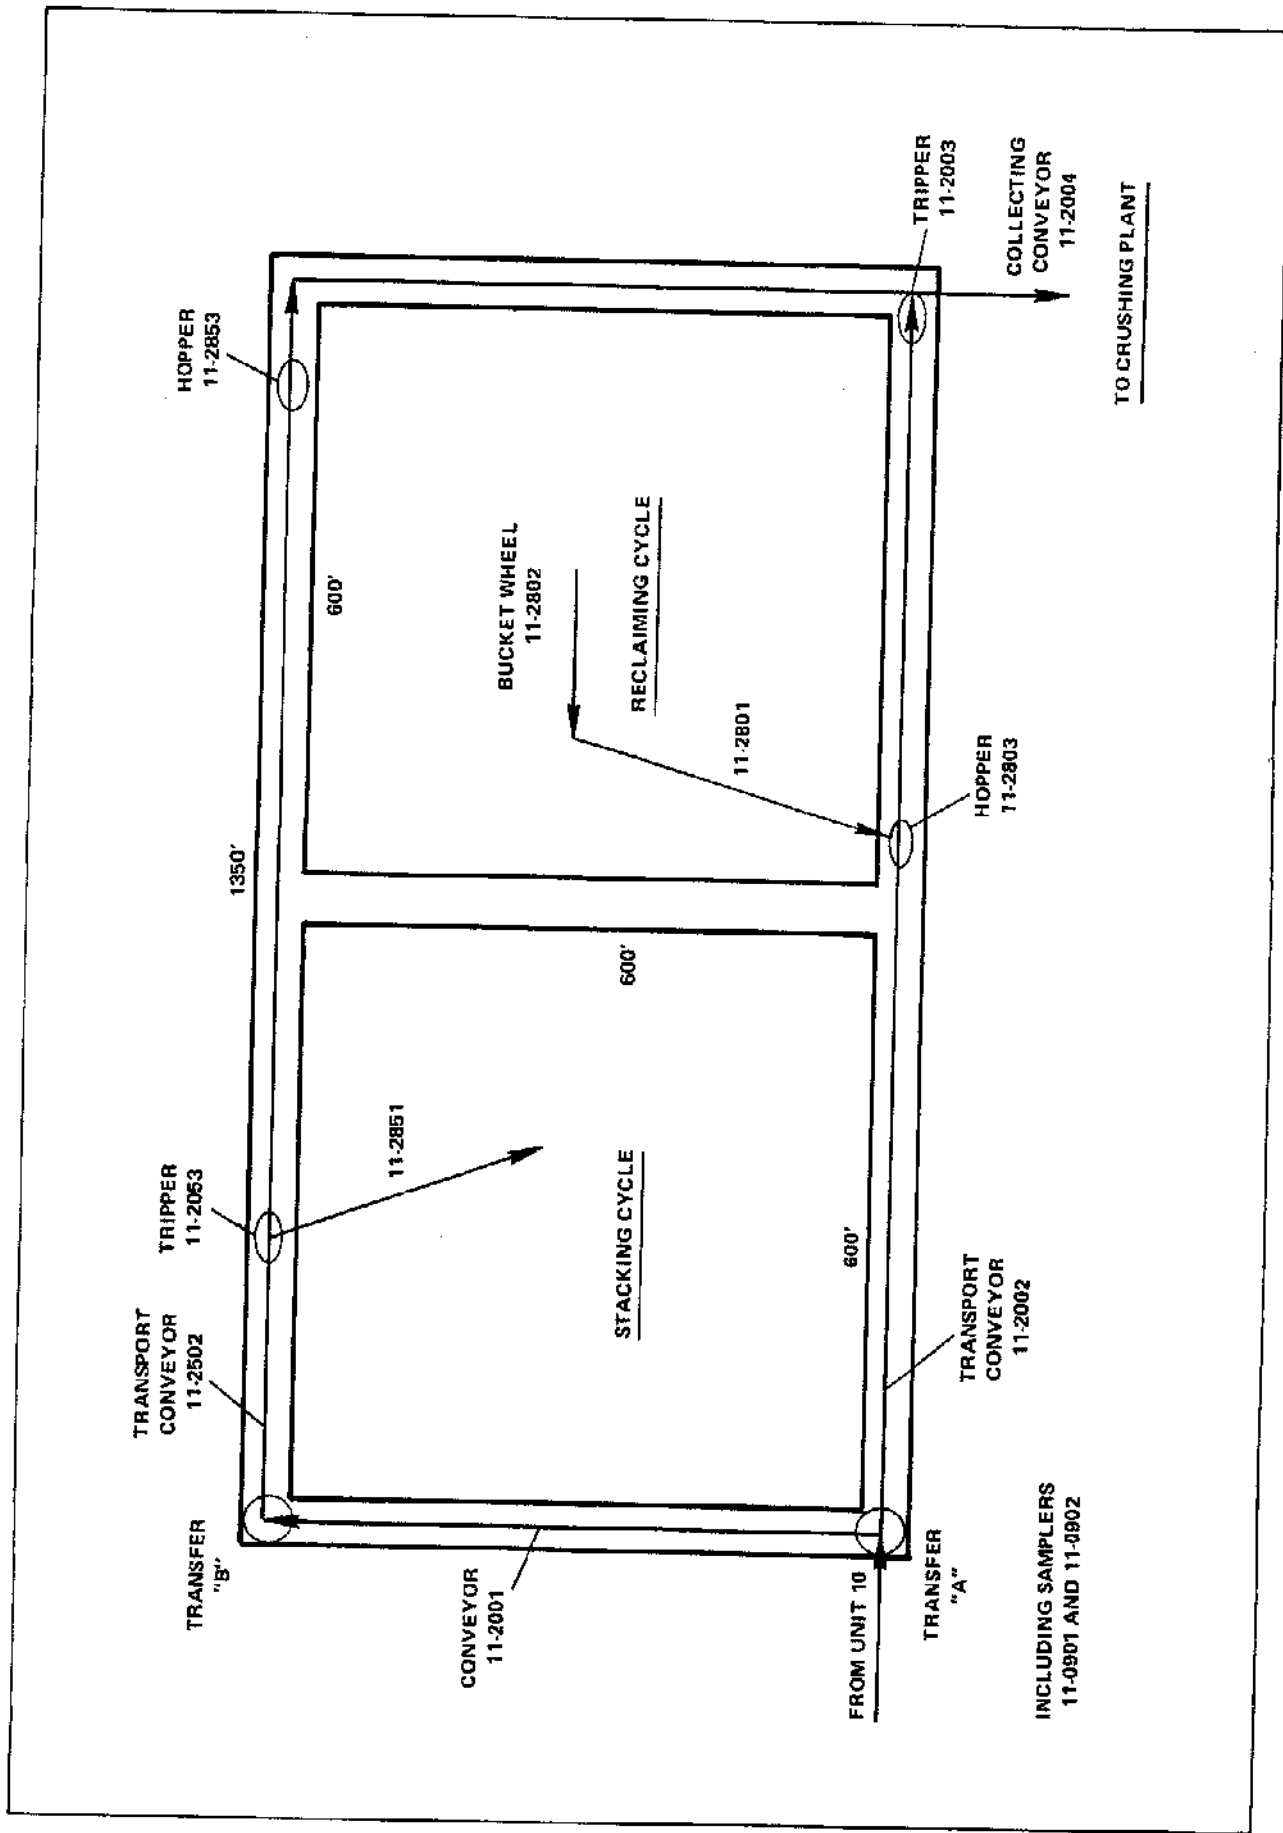 TRANSFER
"B"
TRANSPORT
CONVEYOR
11-2502
TRIPPER
11-2053
1350'
HOPPER
11-2853
CONVEYOR
11-2001
11-2851
600'
BUCKET WHEEL
11-2802
STACKING CYCLE
600'
RECLAIMING CYCLE
11-2801
600'
FROM UNIT 10
TRANSFER
"A"
TRANSPORT
CONVEYOR
11-2002
HOPPER
11-2803
TRIPPER
11-2003
COLLECTING
CONVEYOR
11-2004
INCLUDING SAMPLERS
11-0901 AND 11-0902
TO CRUSHING PLANT